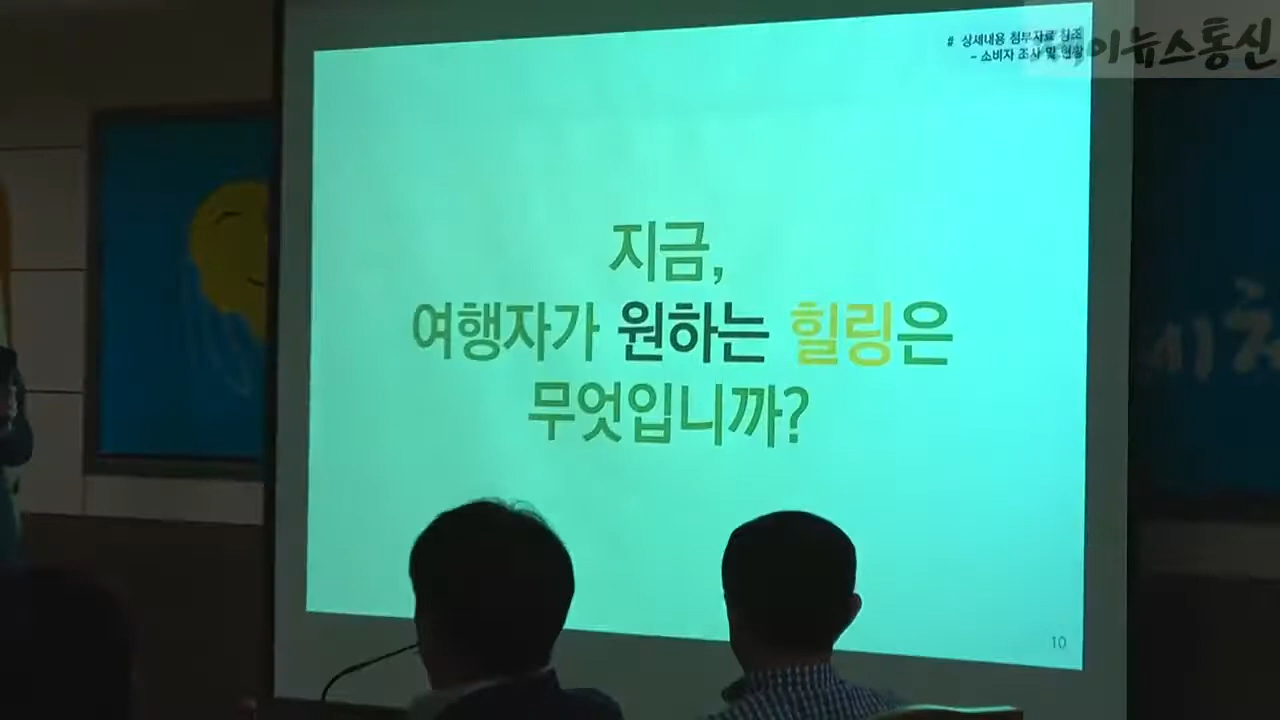 # 상세내용 첨부자료 참조
- 소비자 조사 및 현황
이뉴스통신
지금,
여행자가 원하는 힐링은
무엇입니까?
10